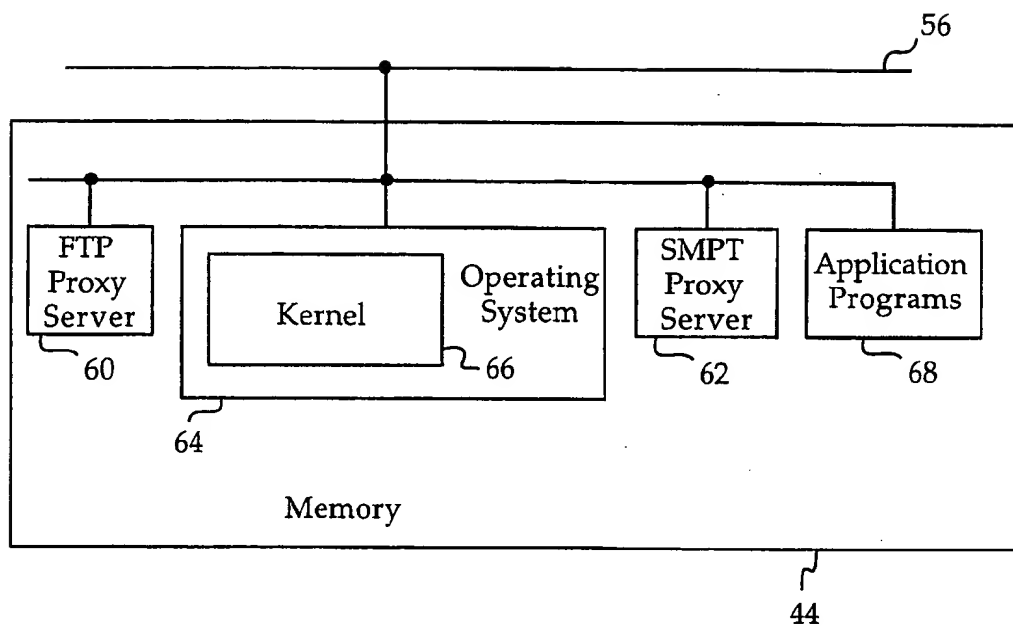 56
FTP
Proxy
Server
60
Kernel
66
Operating
System
64
SMPT
Proxy
Server
62
Application
Programs
68
Memory
44